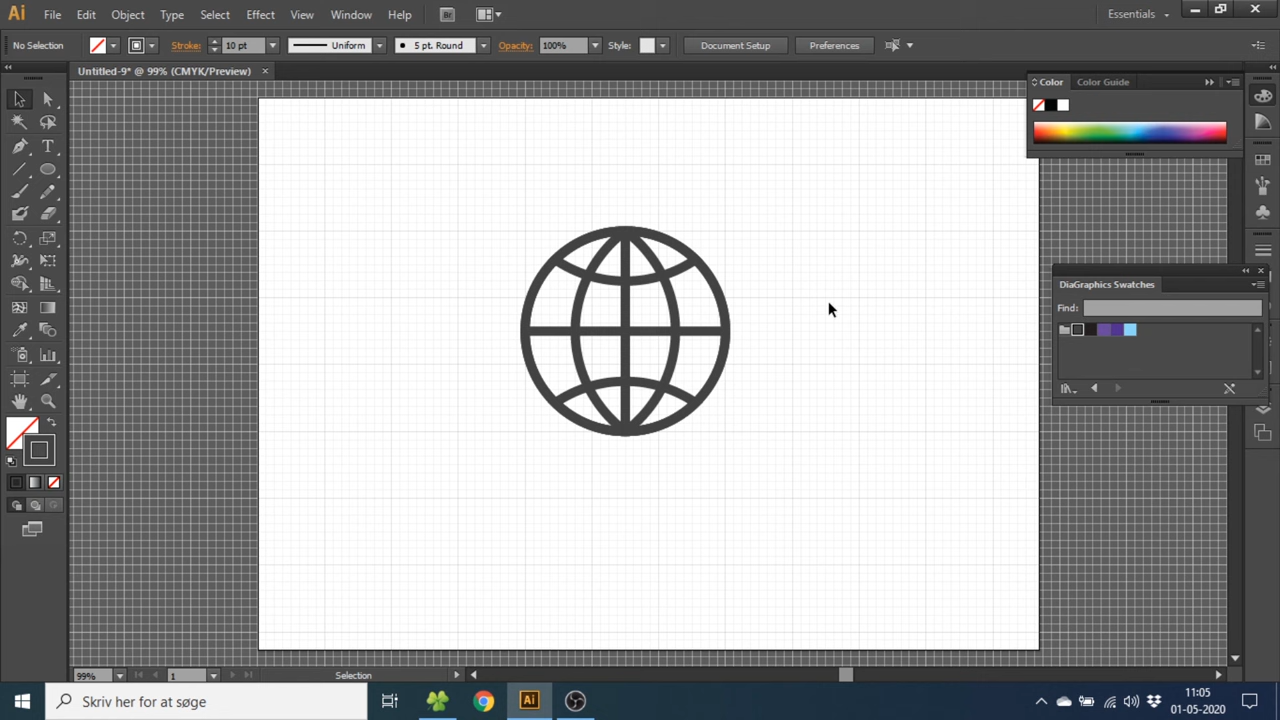 Ai File Edit Object Type Select Effect View Window Help Br Essentials
No Selection Stroke: 10 pt Uniform 5 pt. Round Opacity: 100% Style: Document Setup Preferences
Untitled-9* @ 99% (CMYK/Preview)
Color Color Guide
DiaGraphics Swatches
Find:
T
99% 1 Selection
Skriv her for at søge Ai 11:05
01-05-2020